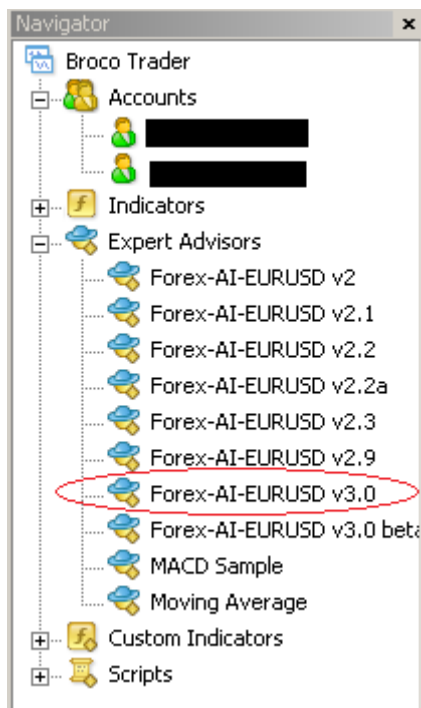 Navigator
Broco Trader
Accounts
Indicators
Expert Advisors
Forex-AI-EURUSD v2
Forex-AI-EURUSD v2.1
Forex-AI-EURUSD v2.2
Forex-AI-EURUSD v2.2a
Forex-AI-EURUSD v2.3
Forex-AI-EURUSD v2.9
Forex-AI-EURUSD v3.0
Forex-AI-EURUSD v3.0 beta
MACD Sample
Moving Average
Custom Indicators
Scripts